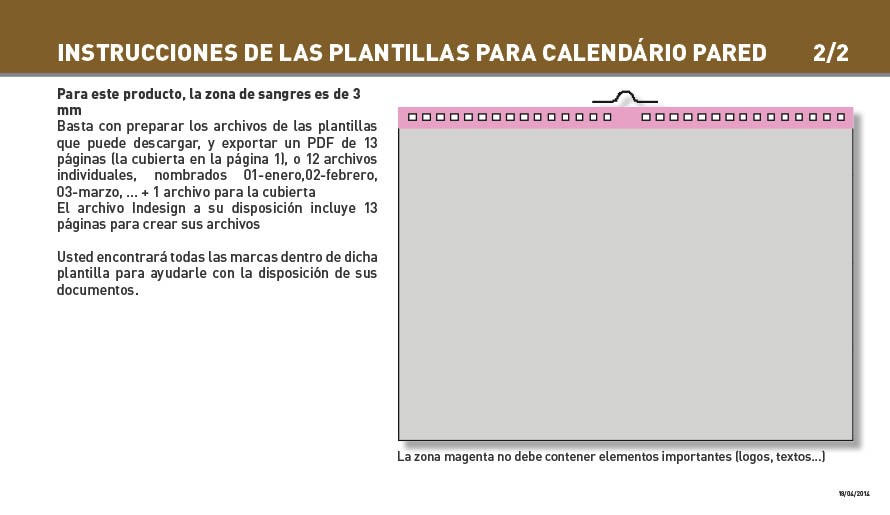 INSTRUCCIONES DE LAS PLANTILLAS PARA CALENDÁRIO PARED 2/2
Para este producto, la zona de sangres es de 3
mm
Basta con preparar los archivos de las plantillas
que puede descargar, y exportar un PDF de 13
páginas (la cubierta en la página 1), o 12 archivos
individuales, nombrados 01-enero,02-febrero,
03-marzo, ... + 1 archivo para la cubierta
El archivo Indesign a su disposición incluye 13
páginas para crear sus archivos
Usted encontrará todas las marcas dentro de dicha
plantilla para ayudarle con la disposición de sus
documentos.
La zona magenta no debe contener elementos importantes (logos, textos...)
18/04/2014